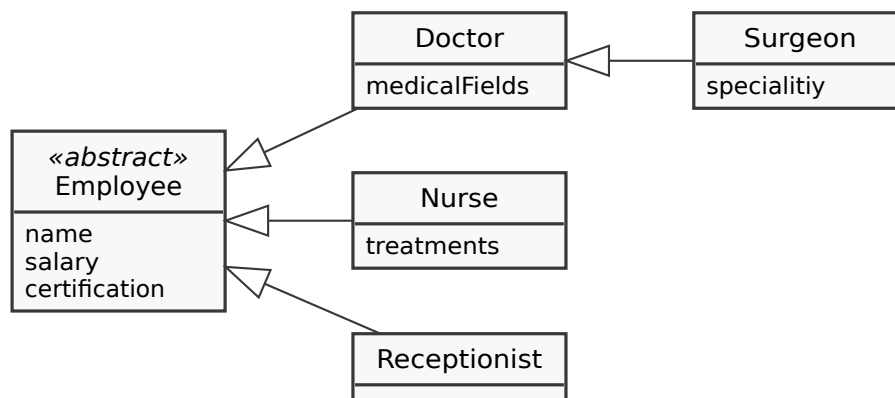 Doctor
medicalFields
Surgeon
specialitiy
«abstract»
Employee
name
salary
certification
Nurse
treatments
Receptionist